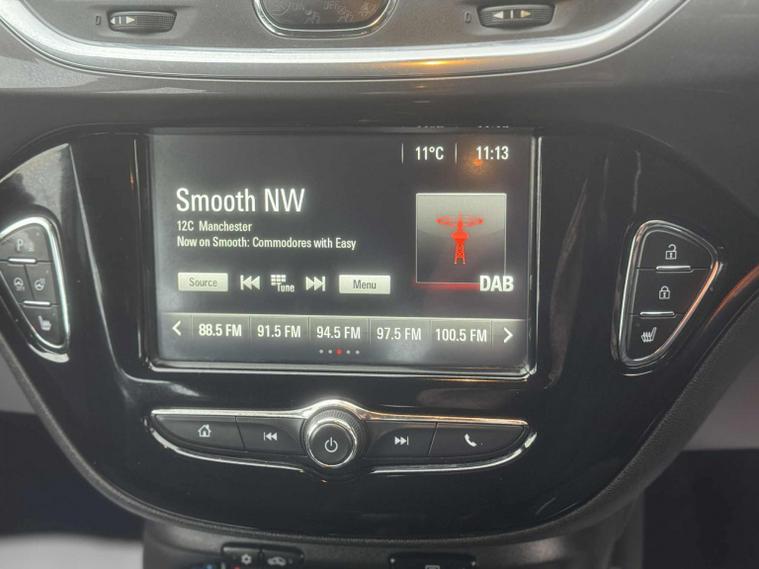 11°C 11:13
Smooth NW
12C Manchester
Now on Smooth: Commodores with Easy
DAB
Source Tune Menu
88.5 FM 91.5 FM 94.5 FM 97.5 FM 100.5 FM